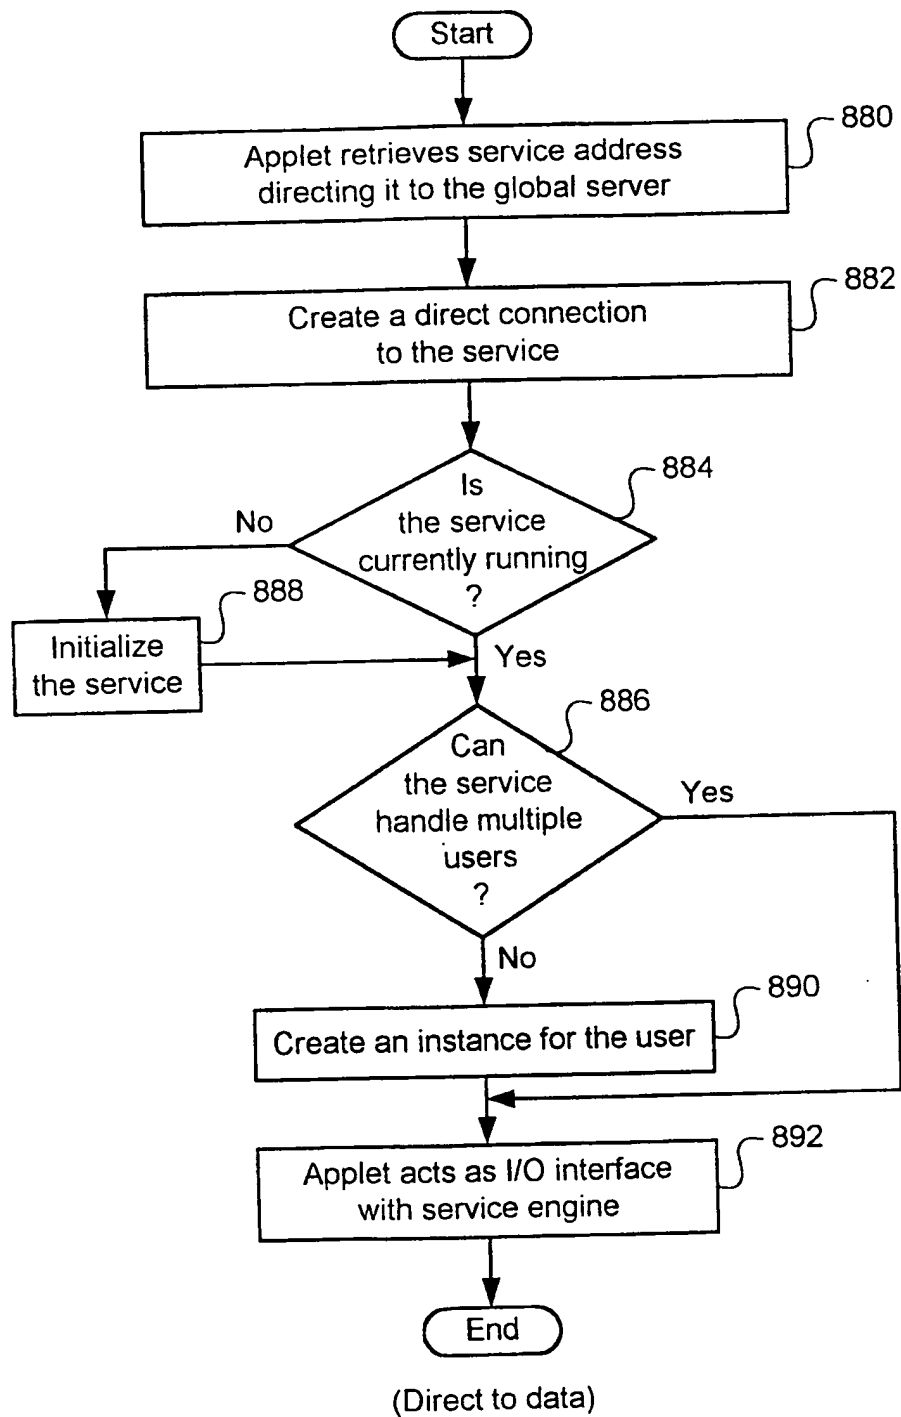 Start
880
Applet retrieves service address
directing it to the global server
882
Create a direct connection
to the service
884
Is
the service
currently running
?
No
888
Initialize
the service
Yes
886
Can
the service
handle multiple
users
?
Yes
No
890
Create an instance for the user
892
Applet acts as I/O interface
with service engine
End
(Direct to data)